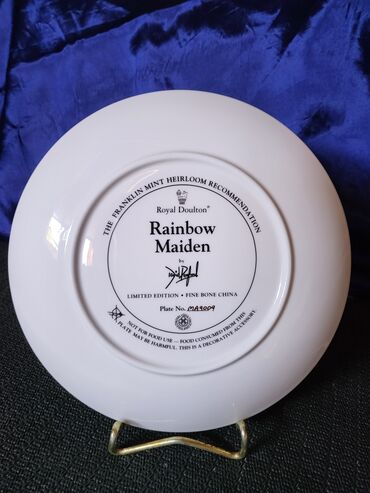 THE FRANKLIN MINT HEIRLOOM RECOMMENDATION
Royal Doulton®
Rainbow
Maiden
by
LIMITED EDITION • FINE BONE CHINA
Plate No. MA9009
NOT FOR FOOD USE — FOOD CONSUMED FROM THIS
PLATE MAY BE HARMFUL. THIS IS A DECORATIVE ACCESSORY.